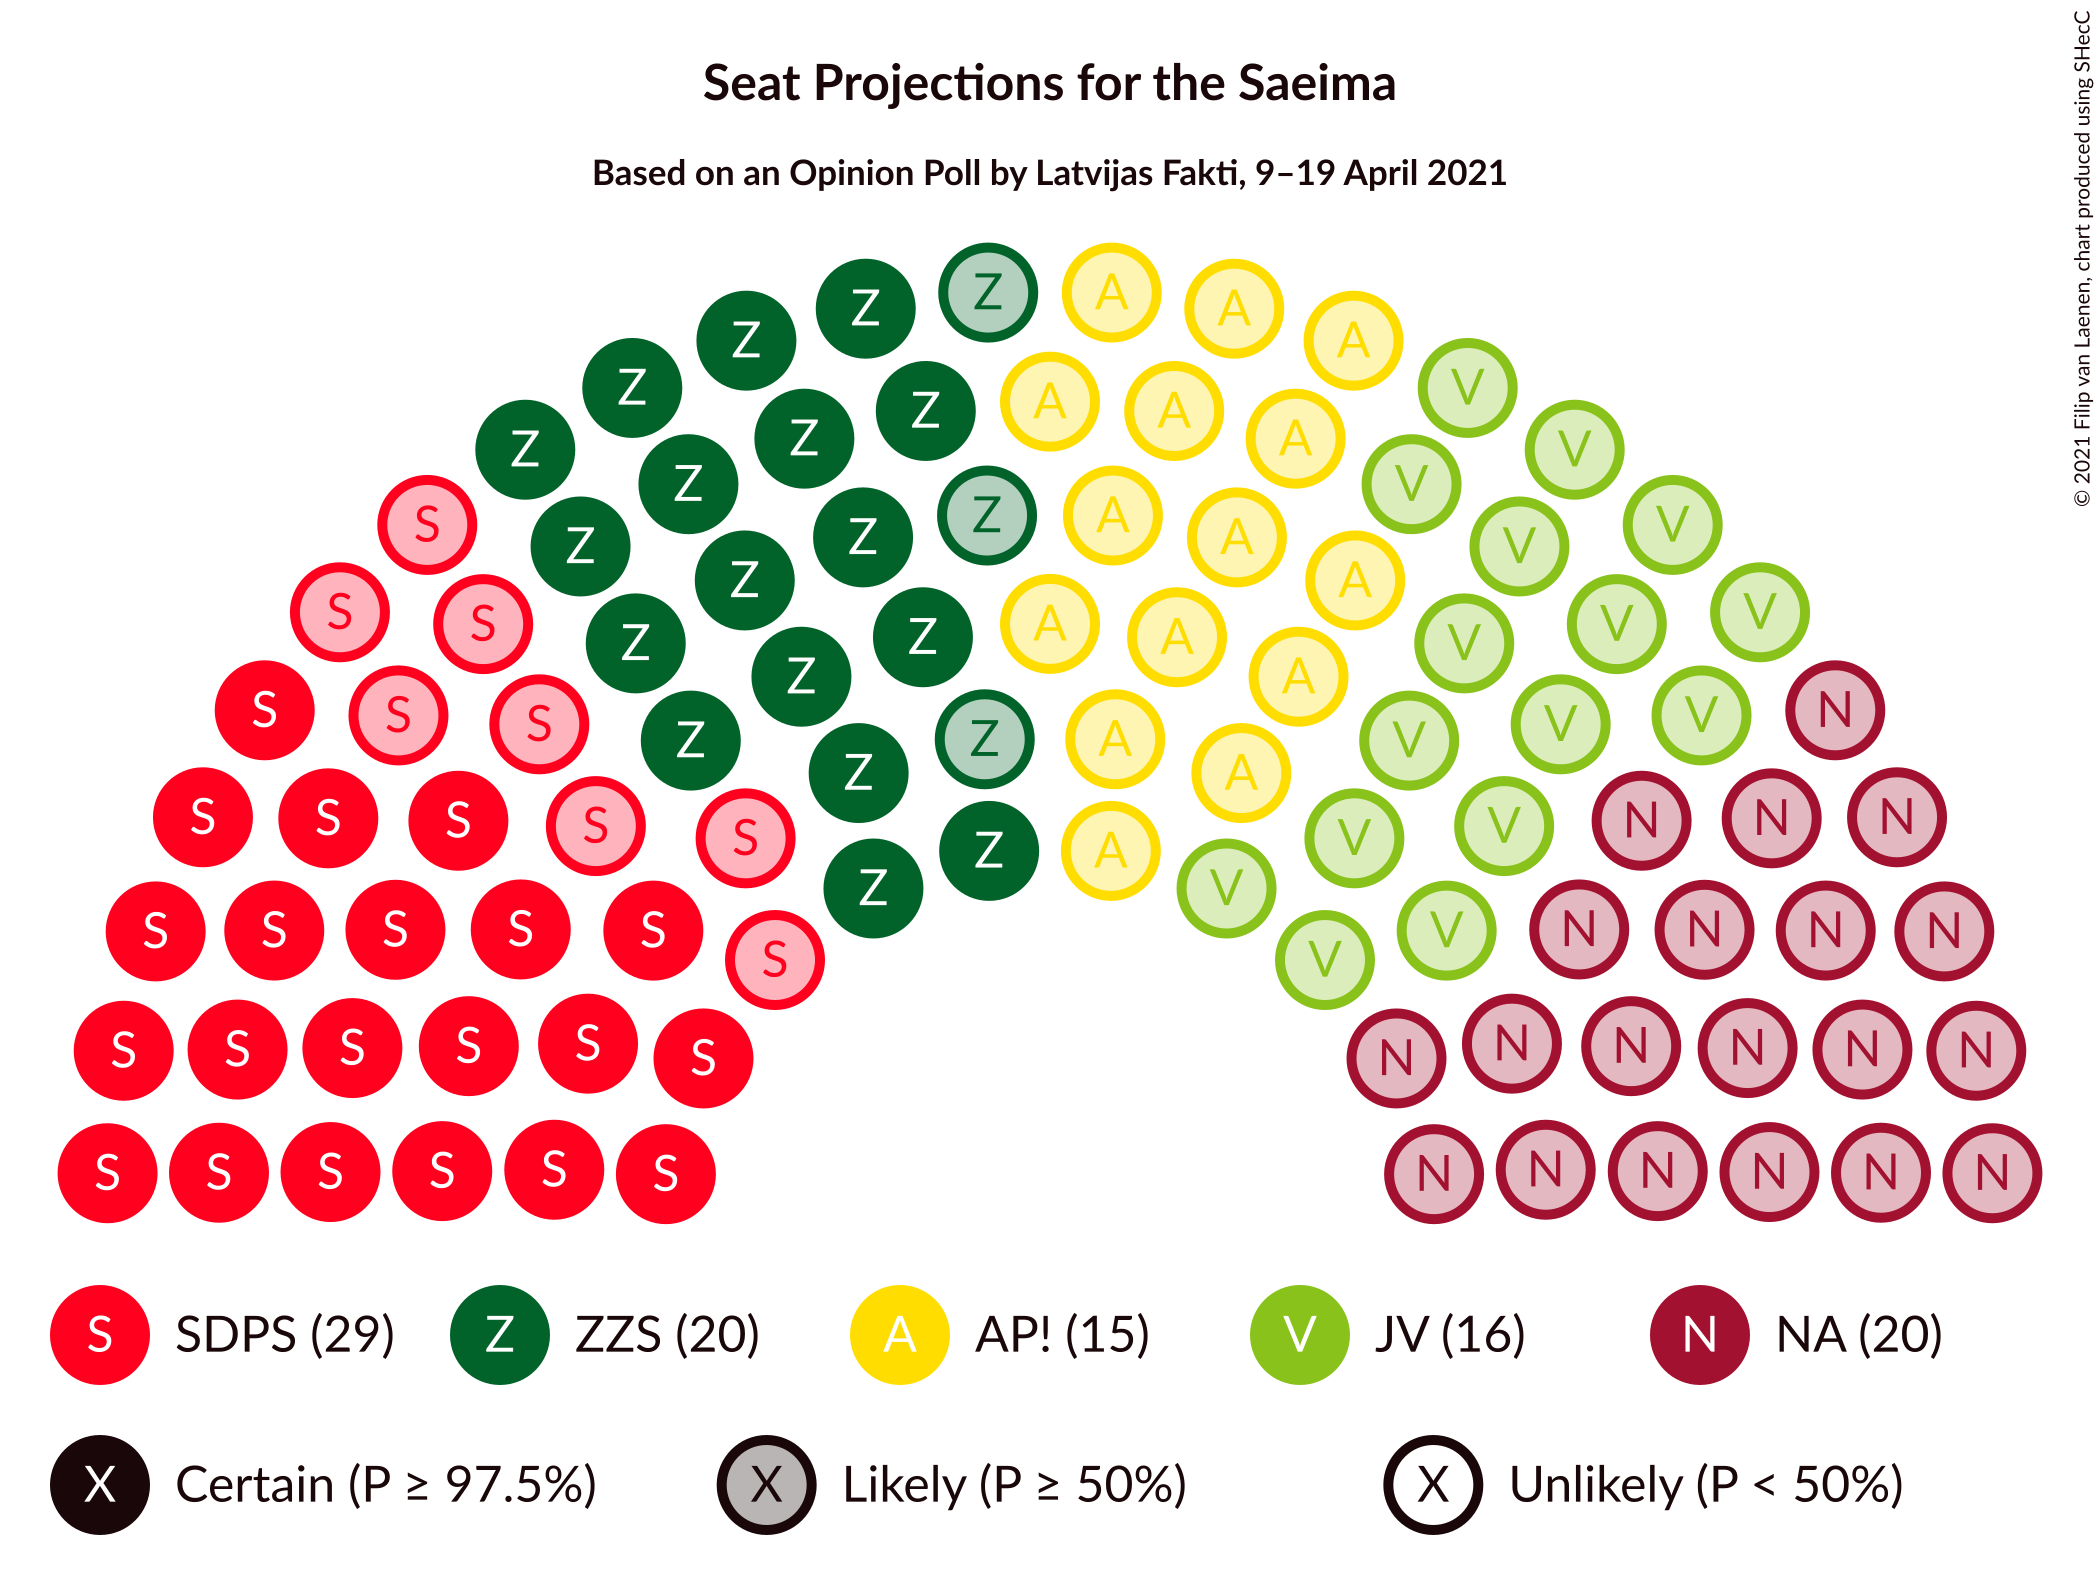 Seat Projections for the Saeima
Based on an Opinion Poll by Latvijas Fakti, 9–19 April 2021
© 2021 Filip van Laenen, chart produced using SHecC
Z Z A A
Z Z A
Z A A V
Z Z A
Z Z V
S Z Z A A V V
Z Z A A V
S S Z Z A A V V V
S S Z Z A V V V N
S S Z Z A A V V
S S S S S Z Z A V V N N N
S S S S S Z V V N N N N
S V
S S S S S S N N N N N N
S S S S S S N N N N N N
S SDPS (29) Z ZZS (20) A AP! (15) V JV (16) N NA (20)
X Certain (P ≥ 97.5%) X Likely (P ≥ 50%) X Unlikely (P < 50%)